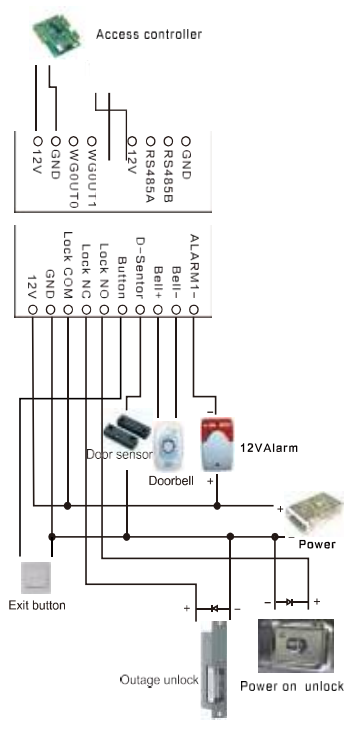 Access controller
12V
GND
WG0UT0
WG0UT1
12V
RS485A
RS485B
GND
12V
GND
Lock COM
Lock NC
Lock NO
Button
D-Sentor
Bell+
Bell-
ALARM1-
-
Door sensor
Doorbell
12VAlarm
+
+
-
Power
Exit button
+
-
-
+
Outage unlock
Power on unlock